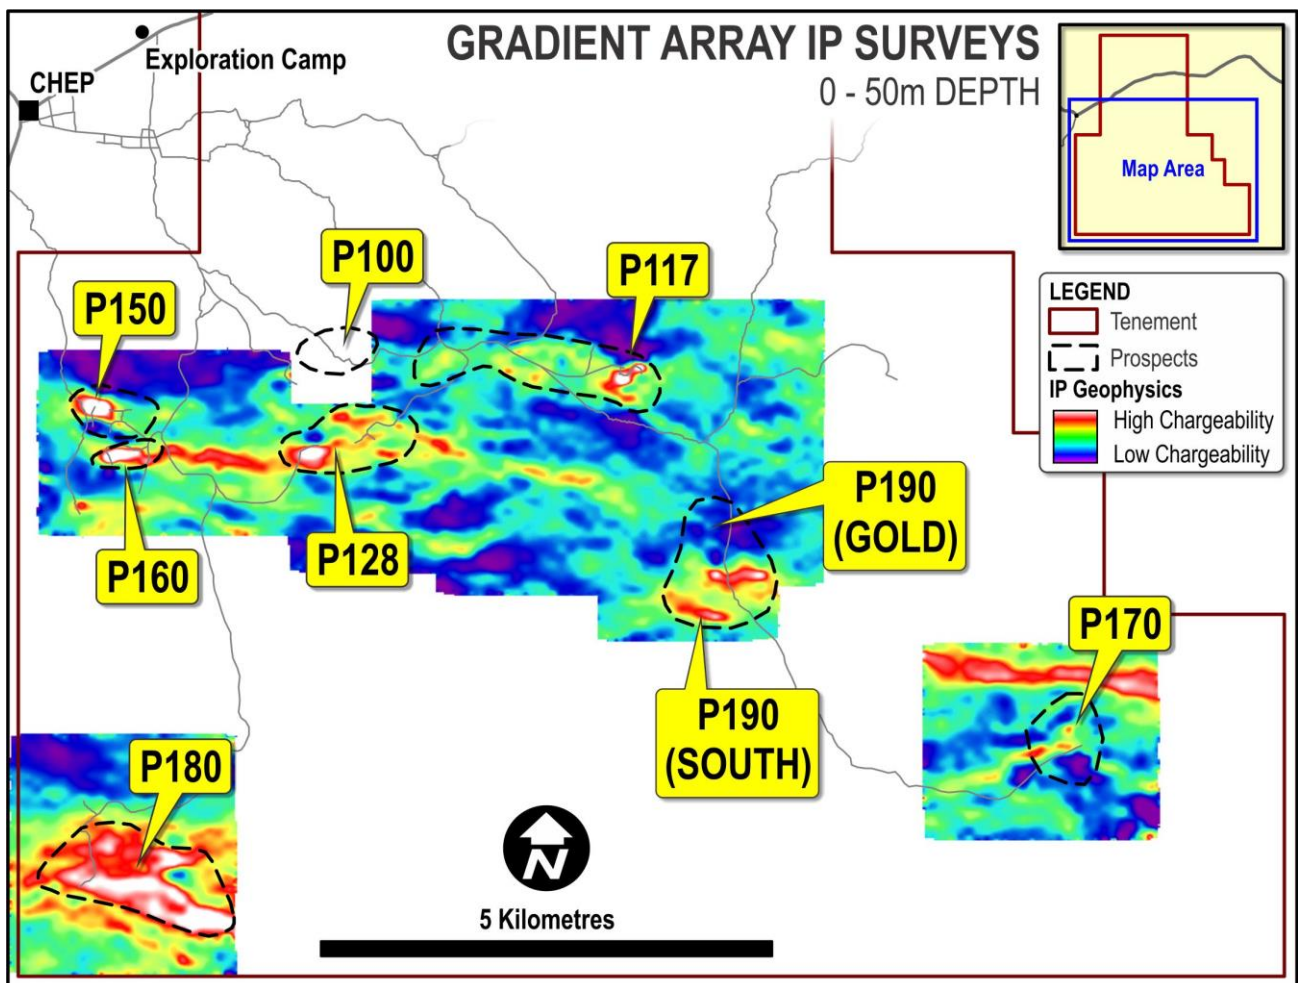 GRADIENT ARRAY IP SURVEYS
0 - 50m DEPTH
Exploration Camp
CHEP
Map Area
P100
P117
P150
LEGEND
Tenement
Prospects
IP Geophysics
High Chargeability
Low Chargeability
P190
(GOLD)
P160
P128
P170
P190
(SOUTH)
P180
N
5 Kilometres